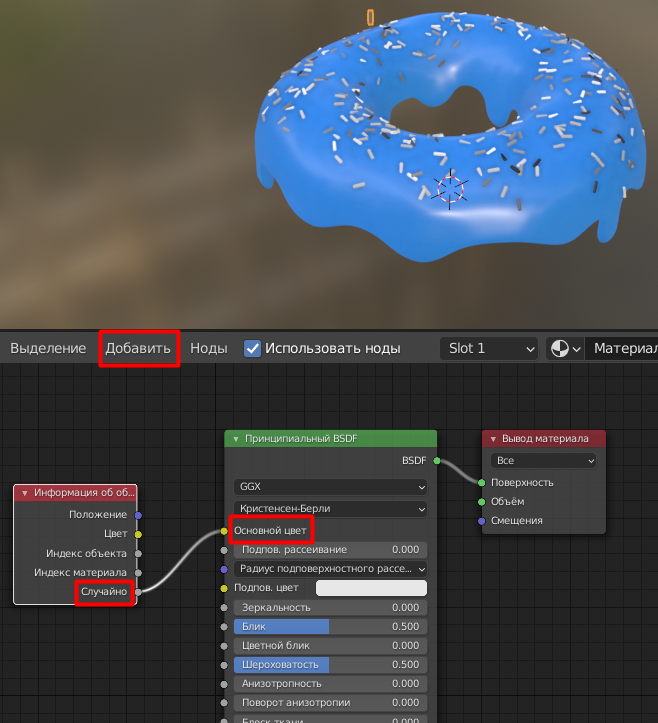 Выделение Добавить Ноды Использовать ноды Slot 1 Материал
Принципиальный BSDF
BSDF
GGX
Кристенсен-Берли
Основной цвет
Подпов. рассеивание 0.000
Радиус подповерхностного рассе...
Подпов. цвет
Зеркальность 0.000
Блик 0.500
Цветной блик 0.000
Шероховатость 0.500
Анизотропность 0.000
Поворот анизотропии 0.000
Блеск ткани 0.000
Вывод материала
Все
Поверхность
Объём
Смещения
Информация об об...
Положение
Цвет
Индекс объекта
Индекс материала
Случайно